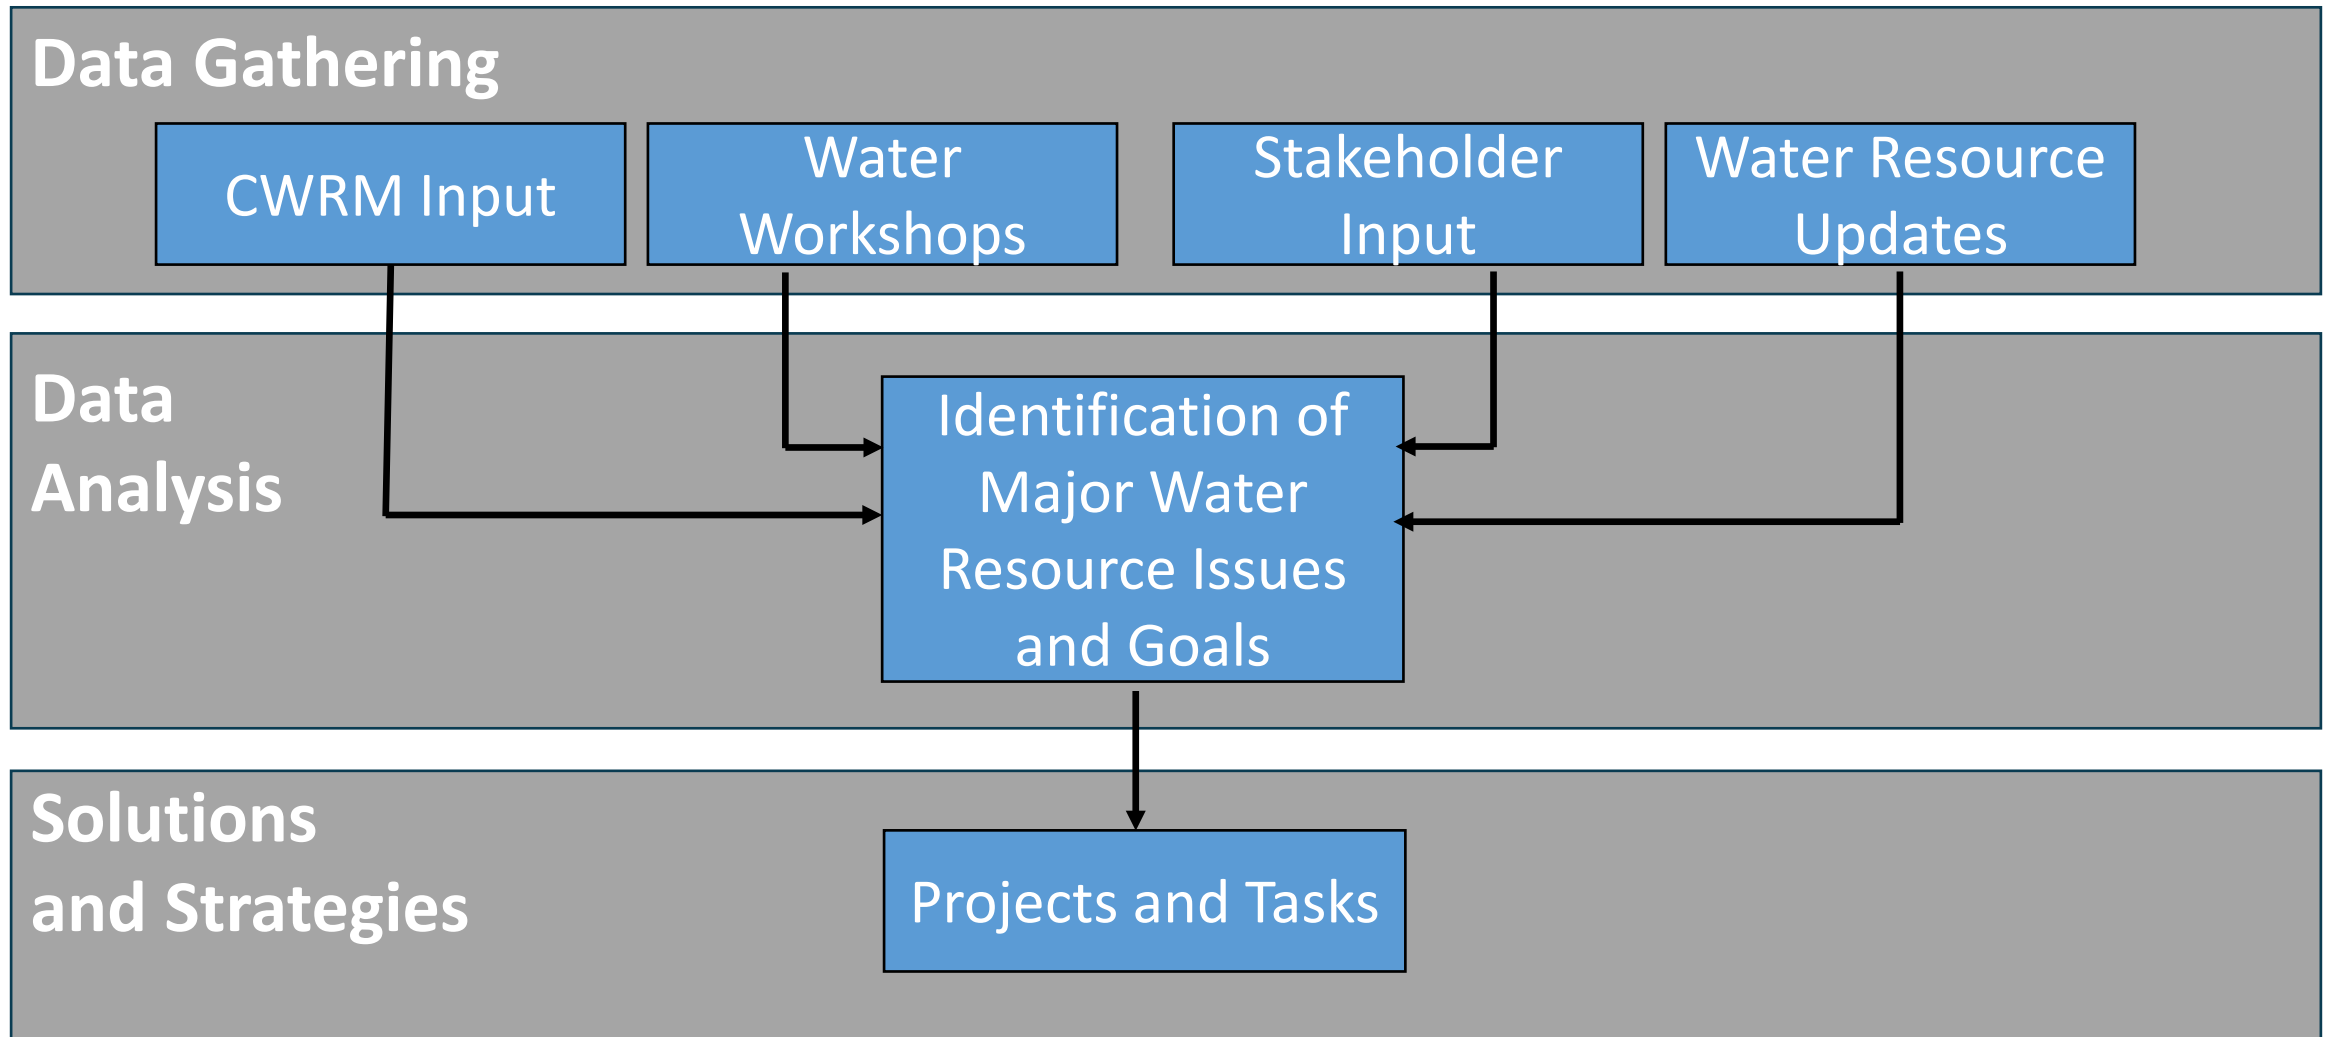 Data Gathering
CWRM Input
Water
Workshops
Stakeholder
Input
Water Resource
Updates
Data
Analysis
Identification of
Major Water
Resource Issues
and Goals
Solutions
and Strategies
Projects and Tasks